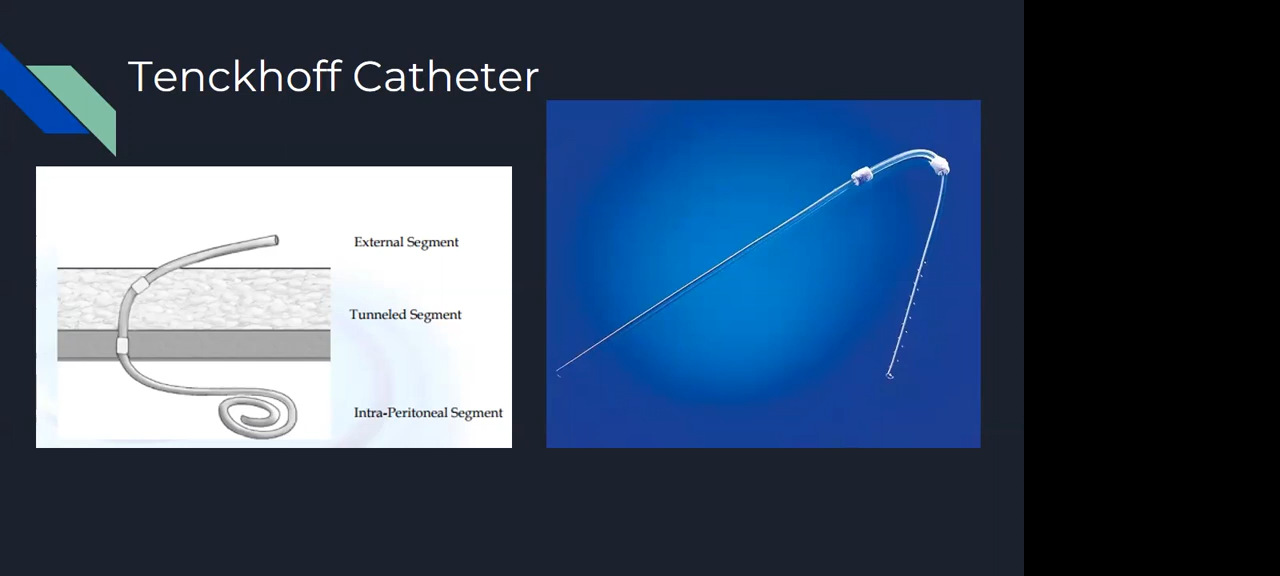 Tenckhoff Catheter
External Segment
Tunneled Segment
Intra-Peritoneal Segment